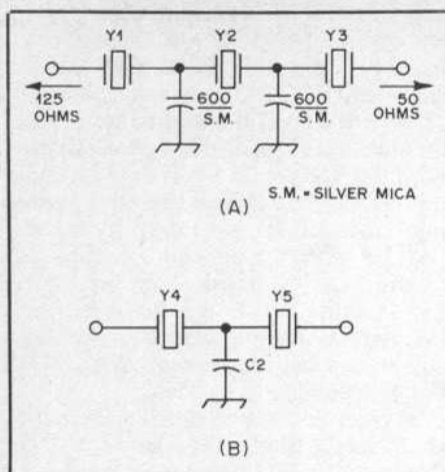 Y1 Y2 Y3
125 OHMS
600 S.M.
600 S.M.
50 OHMS
S.M. = SILVER MICA
(A)
Y4 Y5
C2
(B)